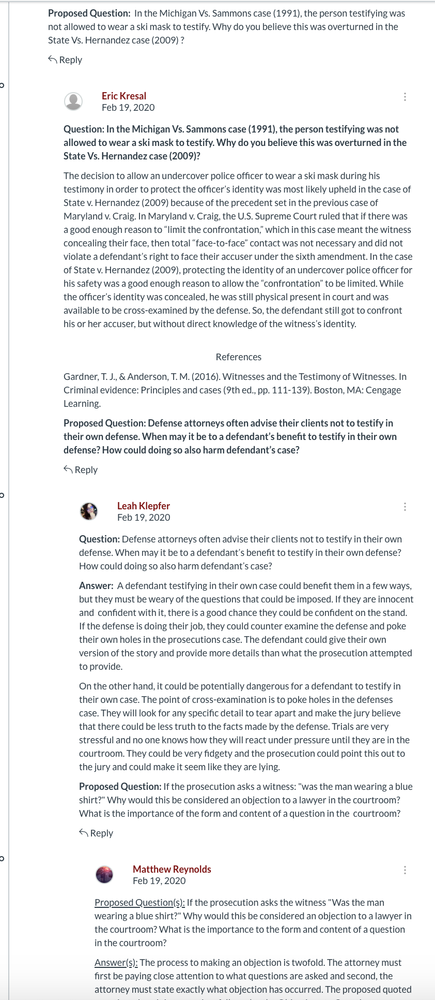 Proposed Question: In the Michigan Vs. Sammons case (1991), the person testifying was
not allowed to wear a ski mask to testify. Why do you believe this was overturned in the
State Vs. Hernandez case (2009) ?
Reply
Eric Kresal
Feb 19, 2020
Question: In the Michigan Vs. Sammons case (1991), the person testifying was not
allowed to wear a ski mask to testify. Why do you believe this was overturned in the
State Vs. Hernandez case (2009)?
The decision to allow an undercover police officer to wear a ski mask during his
testimony in order to protect the officer's identity was most likely upheld in the case of
State v. Hernandez (2009) because of the precedent set in the previous case of
Maryland v. Craig. In Maryland v. Craig, the U.S. Supreme Court ruled that if there was
a good enough reason to “limit the confrontation,” which in this case meant the witness
concealing their face, then total “face-to-face” contact was not necessary and did not
violate a defendant's right to face their accuser under the sixth amendment. In the case
of State v. Hernandez (2009), protecting the identity of an undercover police officer for
his safety was a good enough reason to allow the “confrontation” to be limited. While
the officer's identity was concealed, he was still physical present in court and was
available to be cross-examined by the defense. So, the defendant still got to confront
his or her accuser, but without direct knowledge of the witness's identity.
References
Gardner, T. J., & Anderson, T. M. (2016). Witnesses and the Testimony of Witnesses. In
Criminal evidence: Principles and cases (9th ed., pp. 111-139). Boston, MA: Cengage
Learning.
Proposed Question: Defense attorneys often advise their clients not to testify in
their own defense. When may it be to a defendant's benefit to testify in their own
defense? How could doing so also harm defendant's case?
Reply
Leah Klepfer
Feb 19, 2020
Question: Defense attorneys often advise their clients not to testify in their own
defense. When may it be to a defendant's benefit to testify in their own defense?
How could doing so also harm defendant's case?
Answer: A defendant testifying in their own case could benefit them in a few ways,
but they must be weary of the questions that could be imposed. If they are innocent
and confident with it, there is a good chance they could be confident on the stand.
If the defense is doing their job, they could counter examine the defense and poke
their own holes in the prosecutions case. The defendant could give their own
version of the story and provide more details than what the prosecution attempted
to provide.
On the other hand, it could be potentially dangerous for a defendant to testify in
their own case. The point of cross-examination is to poke holes in the defenses
case. They will look for any specific detail to tear apart and make the jury believe
that there could be less truth to the facts made by the defense. Trials are very
stressful and no one knows how they will react under pressure until they are in the
courtroom. They could be very fidgety and the prosecution could point this out to
the jury and could make it seem like they are lying.
Proposed Question: If the prosecution asks a witness: "was the man wearing a blue
shirt?" Why would this be considered an objection to a lawyer in the courtroom?
What is the importance of the form and content of a question in the courtroom?
Reply
Matthew Reynolds
Feb 19, 2020
Proposed Question(s): If the prosecution asks the witness "Was the man
wearing a blue shirt?" Why would this be considered an objection to a lawyer in
the courtroom? What is the importance to the form and content of a question
in the courtroom?
Answer(s): The process to making an objection is twofold. The attorney must
first be paying close attention to what questions are asked and second, the
attorney must state exactly what objection has occurred. The proposed quoted